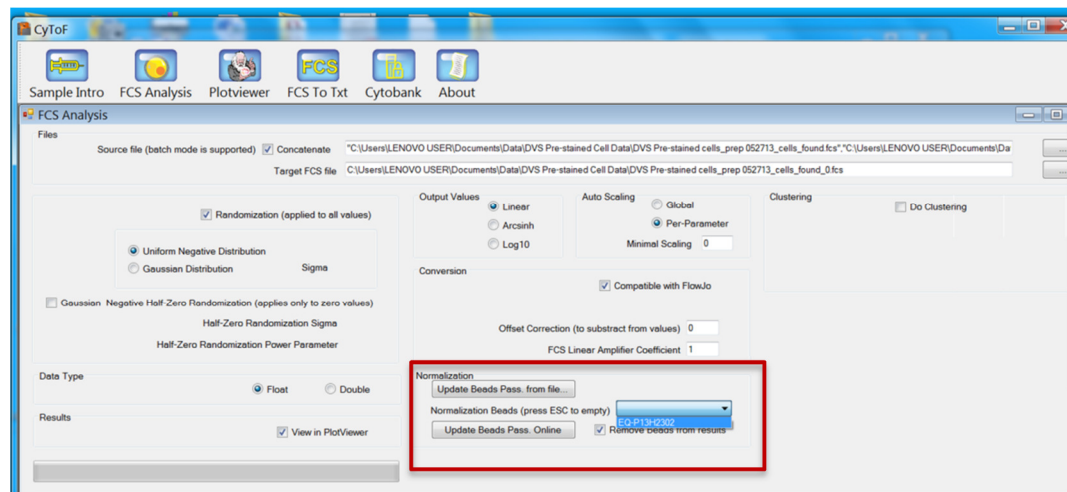 CyToF
Sample Intro FCS Analysis Plotviewer FCS To Txt Cytobank About
FCS Analysis
Files
Source file (batch mode is supported) Concatenate "C:\Users\LENOVO USER\Documents\Data\DVS Pre-stained Cell Data\DVS Pre-stained cells_prep 052713_cells_found.fcs","C:\Users\LENOVO USER\Documents\Da ...
Target FCS file C:\Users\LENOVO USER\Documents\Data\DVS Pre-stained Cell Data\DVS Pre-stained cells_prep 052713_cells_found_0.fcs ...
Randomization (applied to all values)
Uniform Negative Distribution
Gaussian Distribution Sigma
Gaussian Negative Half-Zero Randomization (applies only to zero values)
Half-Zero Randomization Sigma
Half-Zero Randomization Power Parameter
Data Type
Float Double
Results
View in PlotViewer
Output Values
Linear
Arcsinh
Log10
Auto Scaling
Global
Per-Parameter
Minimal Scaling 0
Clustering
Do Clustering
Conversion
Compatible with FlowJo
Offset Correction (to substract from values) 0
FCS Linear Amplifier Coefficient 1
Normalization
Update Beads Pass. from file...
Normalization Beads (press ESC to empty)
EQ-P13H2302
Update Beads Pass. Online Remove Beads from results